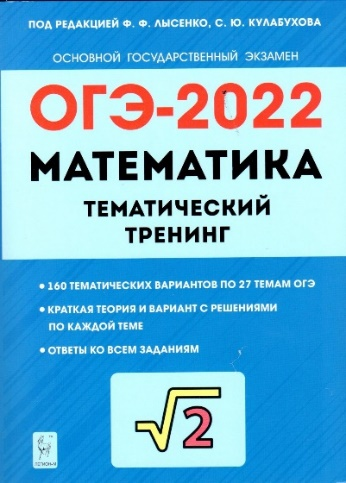 ПОД РЕДАКЦИЕЙ Ф. Ф. ЛЫСЕНКО, С. Ю. КУЛАБУХОВА
ОСНОВНОЙ ГОСУДАРСТВЕННЫЙ ЭКЗАМЕН
ОГЭ-2022
МАТЕМАТИКА
ТЕМАТИЧЕСКИЙ
ТРЕНИНГ
• 160 ТЕМАТИЧЕСКИХ ВАРИАНТОВ ПО 27 ТЕМАМ ОГЭ
• КРАТКАЯ ТЕОРИЯ И ВАРИАНТ С РЕШЕНИЯМИ
ПО КАЖДОЙ ТЕМЕ
• ОТВЕТЫ КО ВСЕМ ЗАДАНИЯМ
√2
ЛЕГИОН